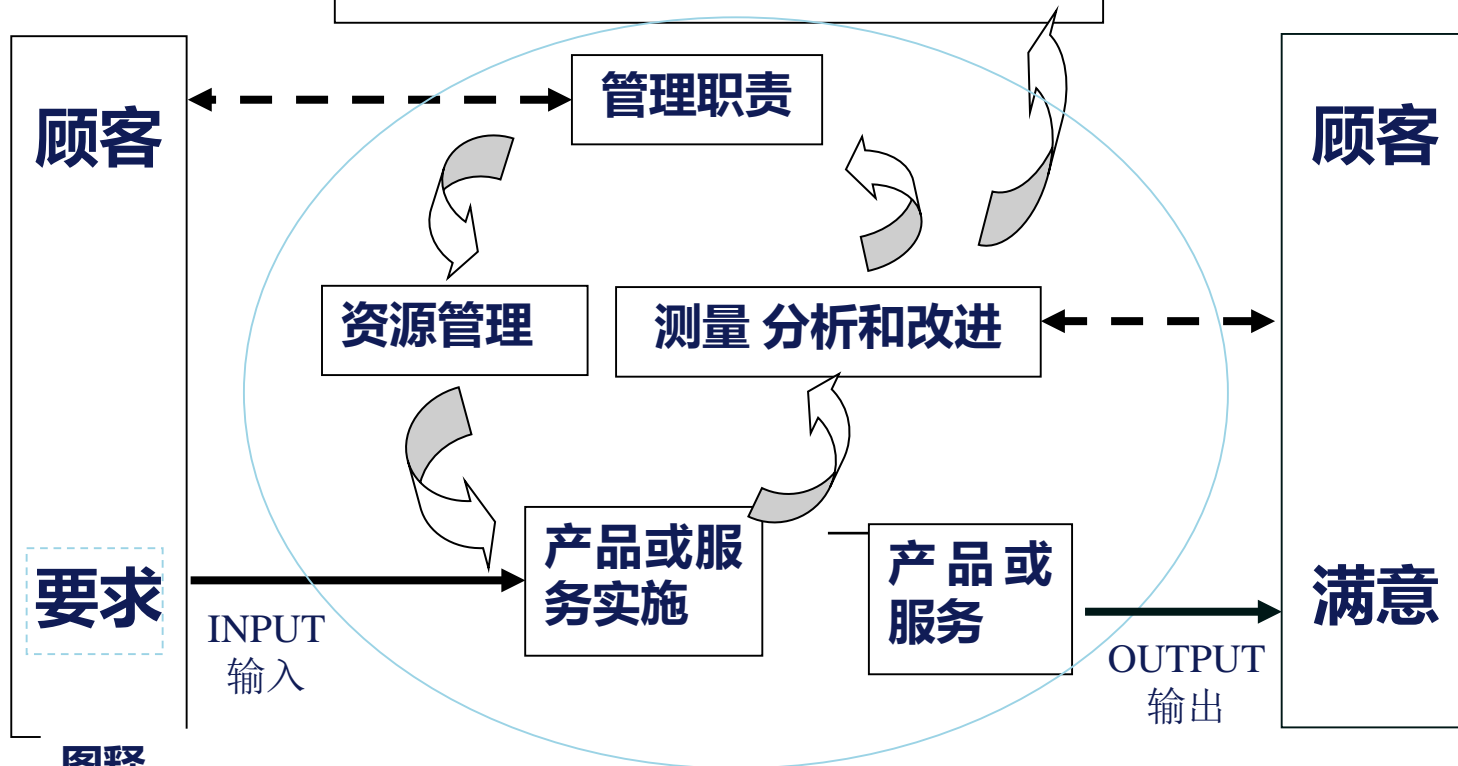 管理职责
顾客
顾客
资源管理
测量 分析和改进
产品或服
务实施
产 品 或
服务
要求
满意
INPUT
输入
OUTPUT
输出
图释